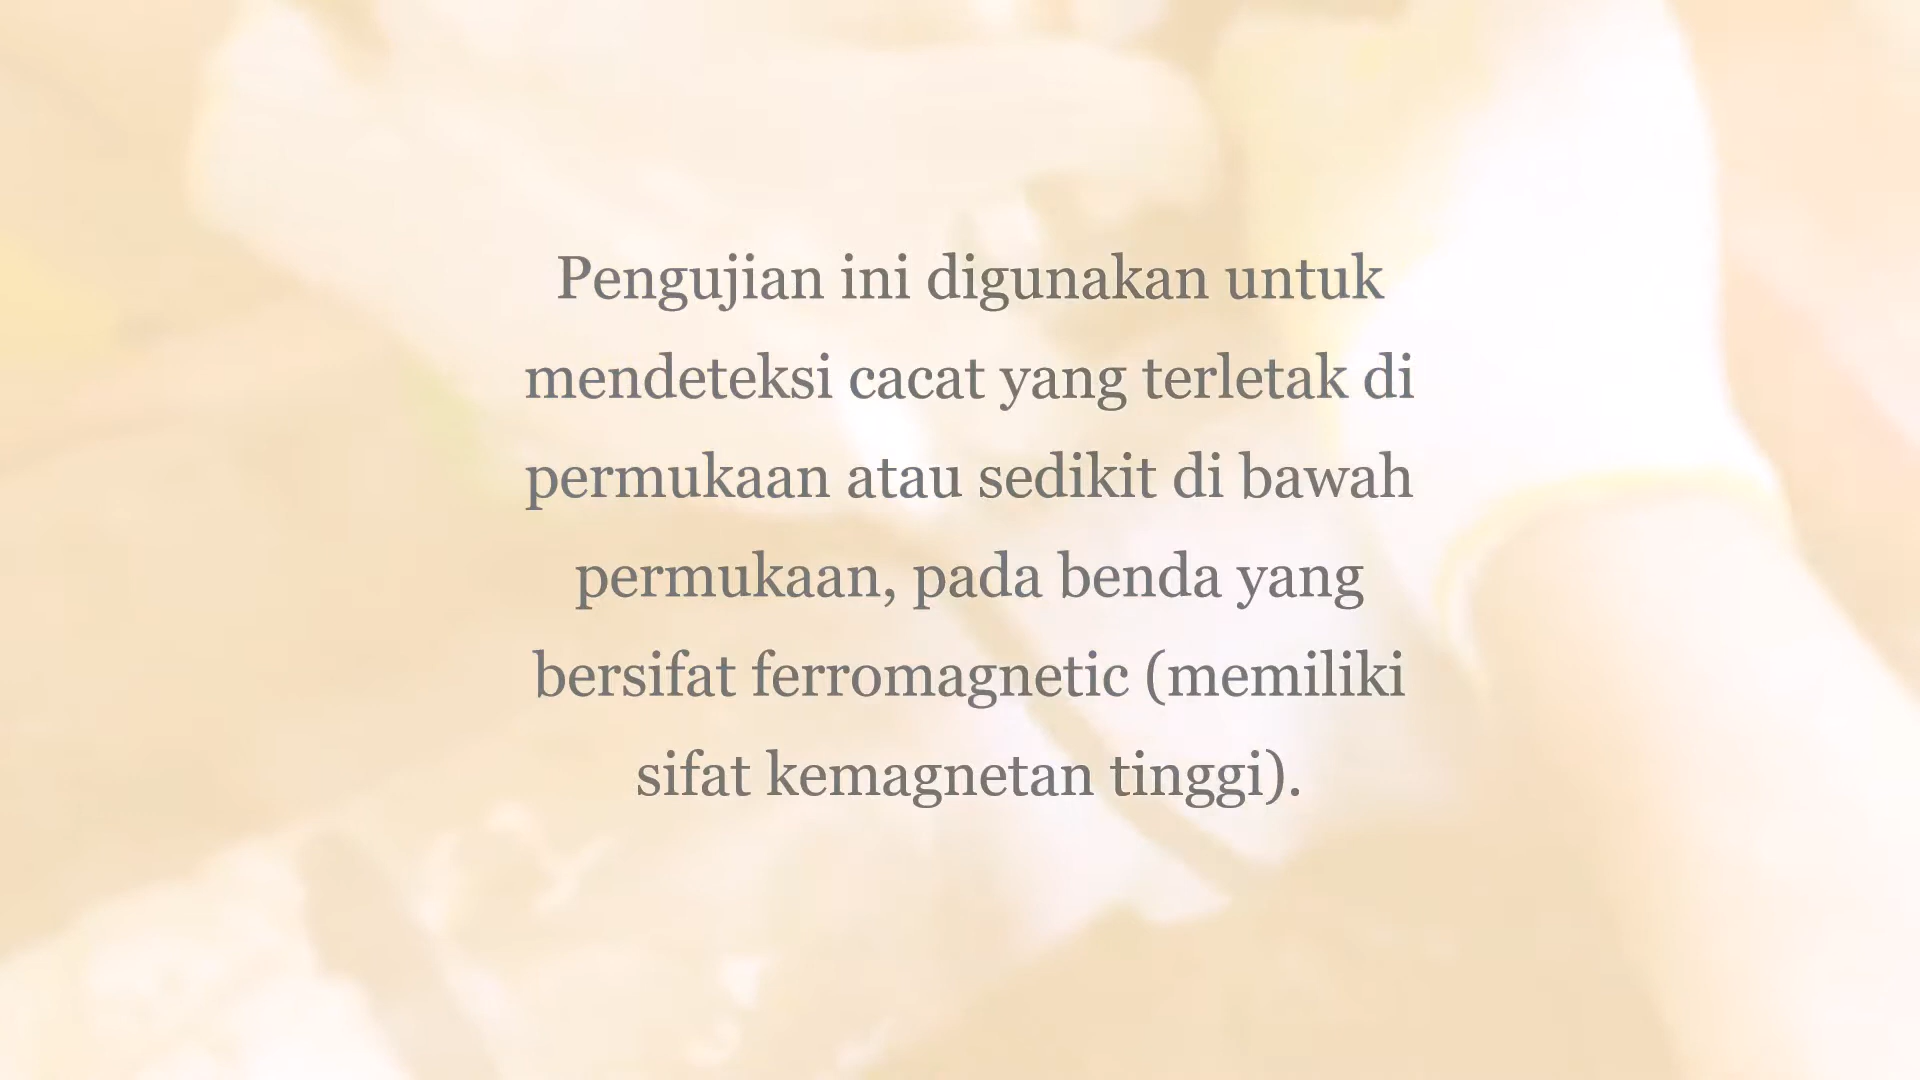 Pengujian ini digunakan untuk
mendeteksi cacat yang terletak di
permukaan atau sedikit di bawah
permukaan, pada benda yang
bersifat ferromagnetic (memiliki
sifat kemagnetan tinggi).